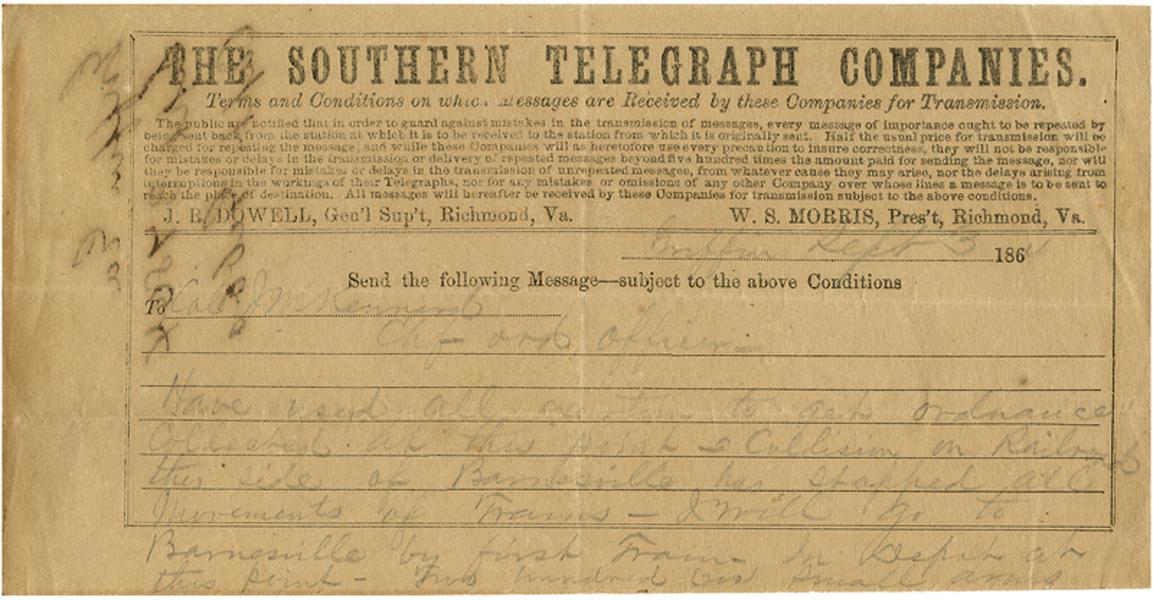 THE SOUTHERN TELEGRAPH COMPANIES.
Terms and Conditions on which Messages are Received by these Companies for Transmission.
The public are notified that in order to guard against mistakes in the transmission of messages, every message of importance ought to be repeated by
being sent back from the station at which it is to be received to the station from which it is originally sent. Half the usual price for transmission will be
charged for repeating the message, and while these Companies will as heretofore use every precaution to insure correctness, they will not be responsible
for mistakes or delays in the transmission or delivery of repeated messages beyond five hundred times the amount paid for sending the message, nor will
they be responsible for mistakes or delays in the transmission of unrepeated messages, from whatever cause they may arise, nor the delays arising from
interruptions in the workings of their Telegraphs, nor for any mistakes or omissions of any other Company over whose lines a message is to be sent to
reach the place of destination. All messages will hereafter be received by these Companies for transmission subject to the above conditions.
J. R. DOWELL, Gen'l Sup't, Richmond, Va. W. S. MORRIS, Pres't, Richmond, Va.
Griffin Sept 3 1864
Send the following Message—subject to the above Conditions
To
Chf ord officer
Have used all exertion to get ordnance
Collected at this point - Collision on Railroad
this side of Barnesville has stopped all
Movements of Trains - I will go to
Barnesville by first Train - In Depot at
this point - Two hundred small arms